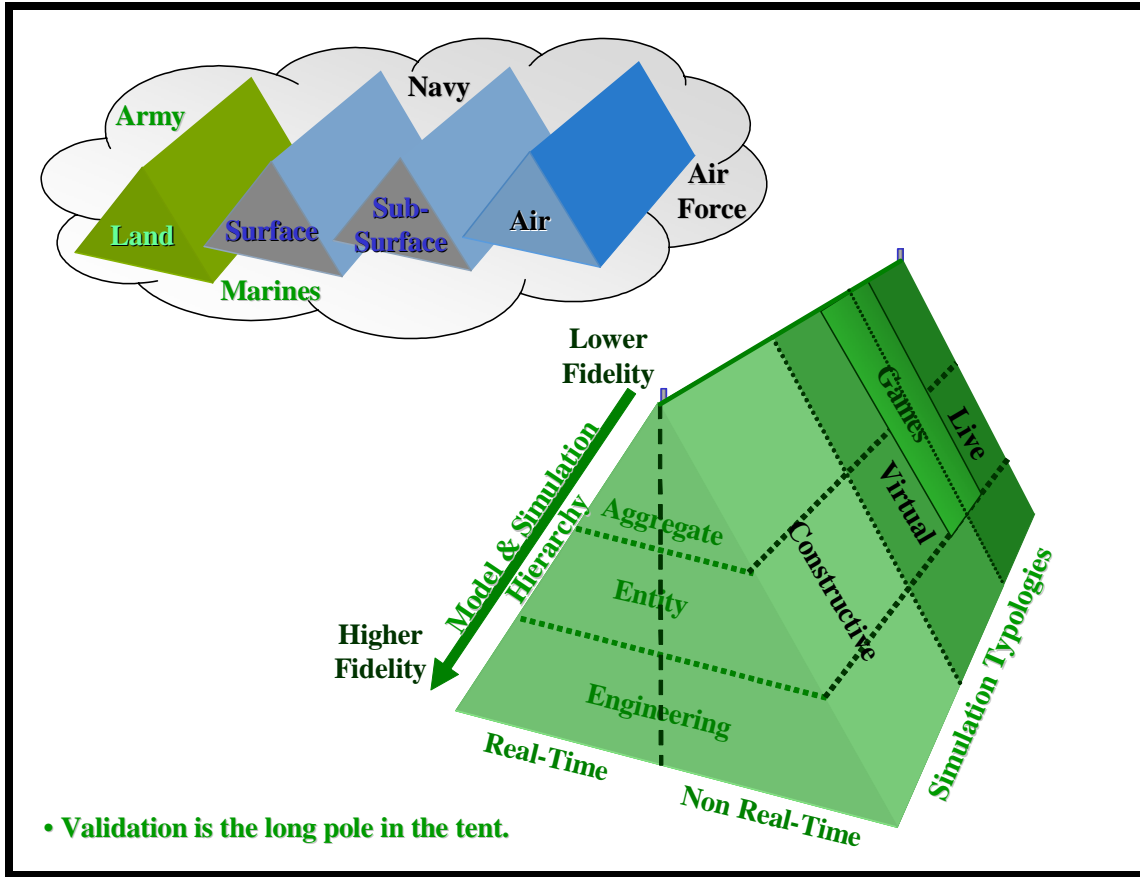 Navy
Army
Air
Force
Land
Surface
Sub-
Surface
Air
Marines
Lower
Fidelity
Model & Simulation
Hierarchy
Higher
Fidelity
Aggregate
Entity
Engineering
Real-Time
Non Real-Time
Constructive
Virtual
Games
Live
Simulation Typologies
• Validation is the long pole in the tent.